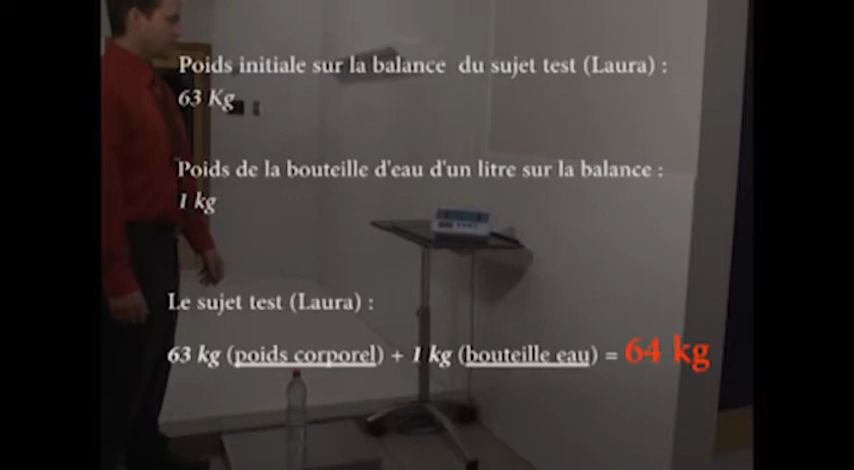 Poids initiale sur la balance du sujet test (Laura) :
63 Kg
Poids de la bouteille d'eau d'un litre sur la balance :
1 kg
Le sujet test (Laura) :
63 kg (poids corporel) + 1 kg (bouteille eau) = 64 kg